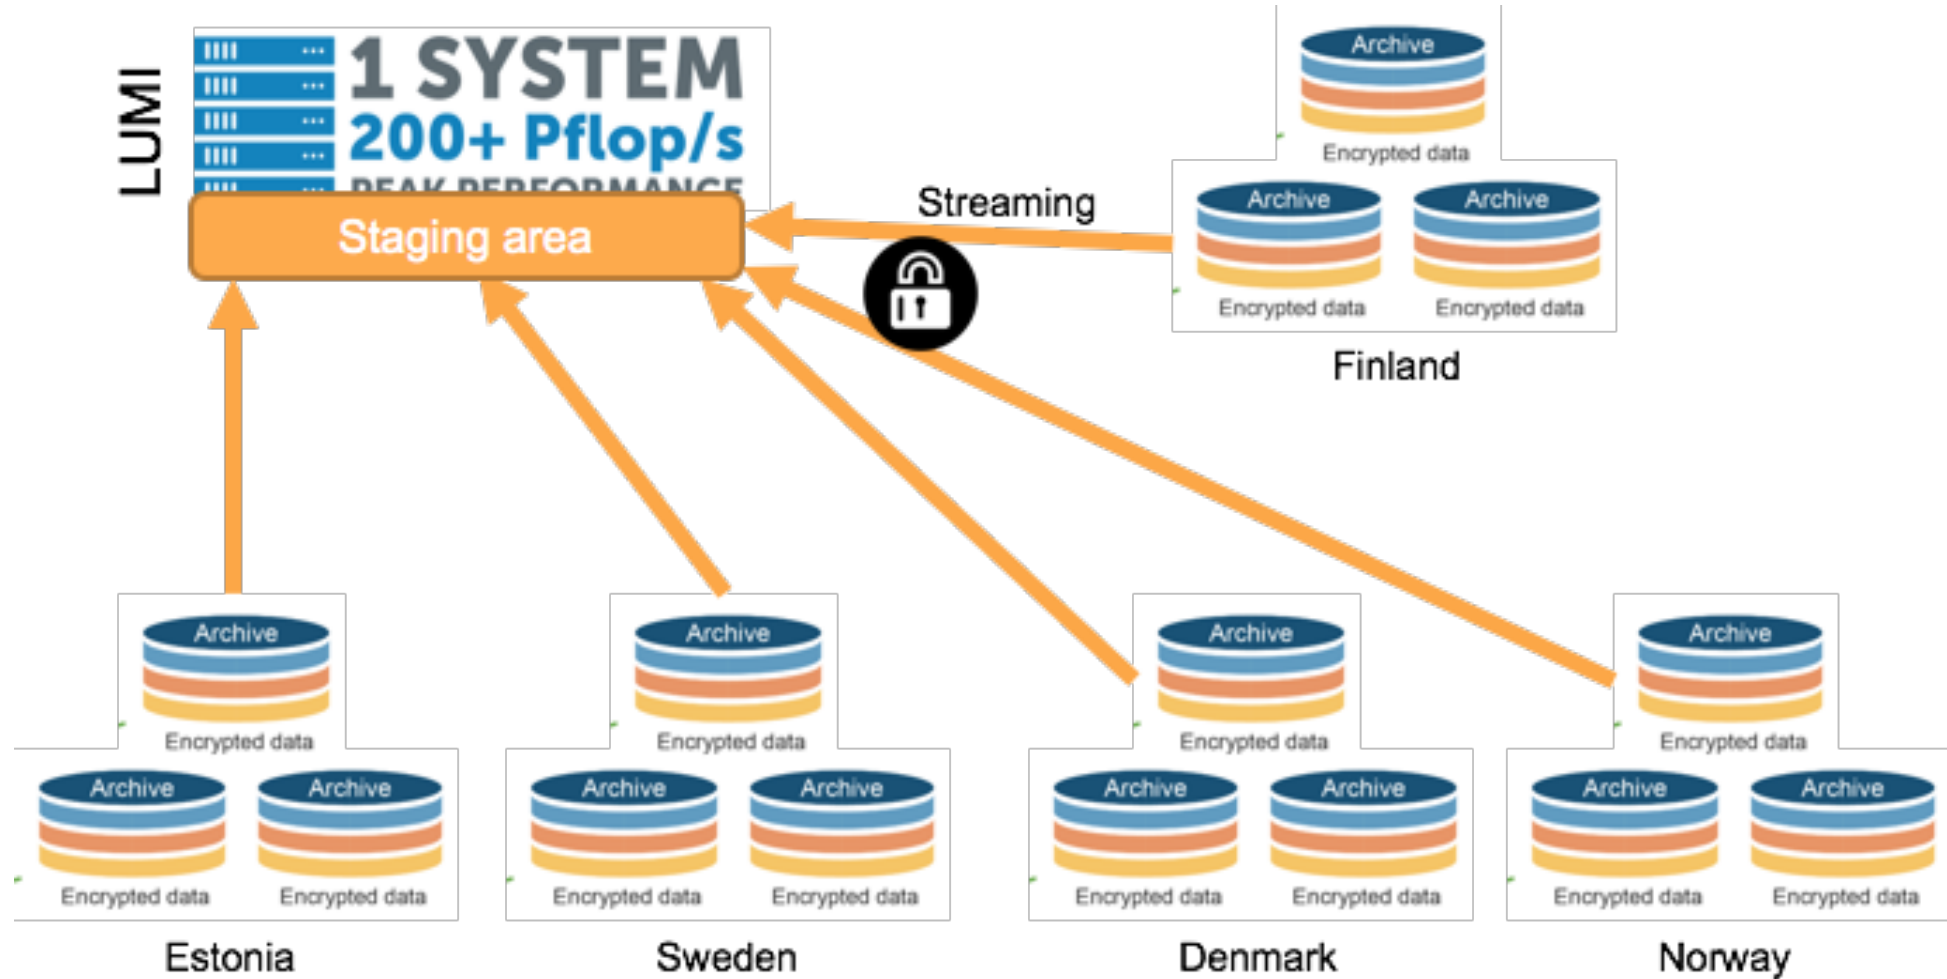 LUMI
1 SYSTEM
200+ Pflop/s
PEAK PERFORMANCE
Staging area
Streaming
Archive
Encrypted data
Archive Archive
Encrypted data Encrypted data
Finland
Archive
Encrypted data
Archive Archive
Encrypted data Encrypted data
Estonia
Archive
Encrypted data
Archive Archive
Encrypted data Encrypted data
Sweden
Archive
Encrypted data
Archive Archive
Encrypted data Encrypted data
Denmark
Archive
Encrypted data
Archive Archive
Encrypted data Encrypted data
Norway